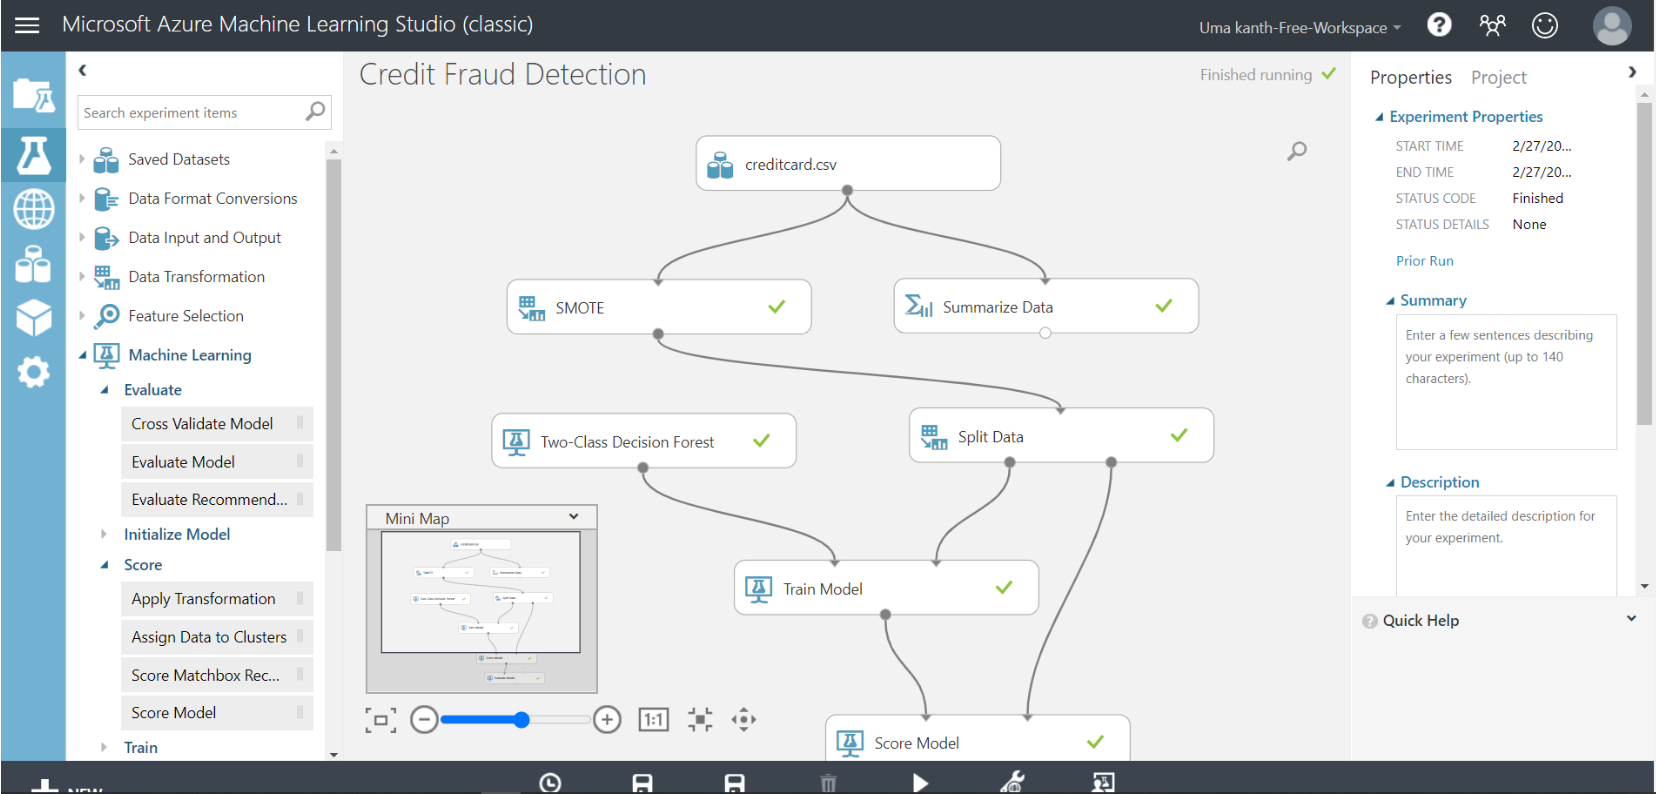 Microsoft Azure Machine Learning Studio (classic)
Uma kanth-Free-Workspace
Search experiment items
Saved Datasets
Data Format Conversions
Data Input and Output
Data Transformation
Feature Selection
Machine Learning
Evaluate
Cross Validate Model
Evaluate Model
Evaluate Recommend...
Initialize Model
Score
Apply Transformation
Assign Data to Clusters
Score Matchbox Rec...
Score Model
Train
NEW
Credit Fraud Detection
Finished running
creditcard.csv
SMOTE
Summarize Data
Two-Class Decision Forest
Split Data
Train Model
Score Model
Mini Map
1:1
Properties Project
Experiment Properties
START TIME 2/27/20...
END TIME 2/27/20...
STATUS CODE Finished
STATUS DETAILS None
Prior Run
Summary
Enter a few sentences describing
your experiment (up to 140
characters).
Description
Enter the detailed description for
your experiment.
Quick Help